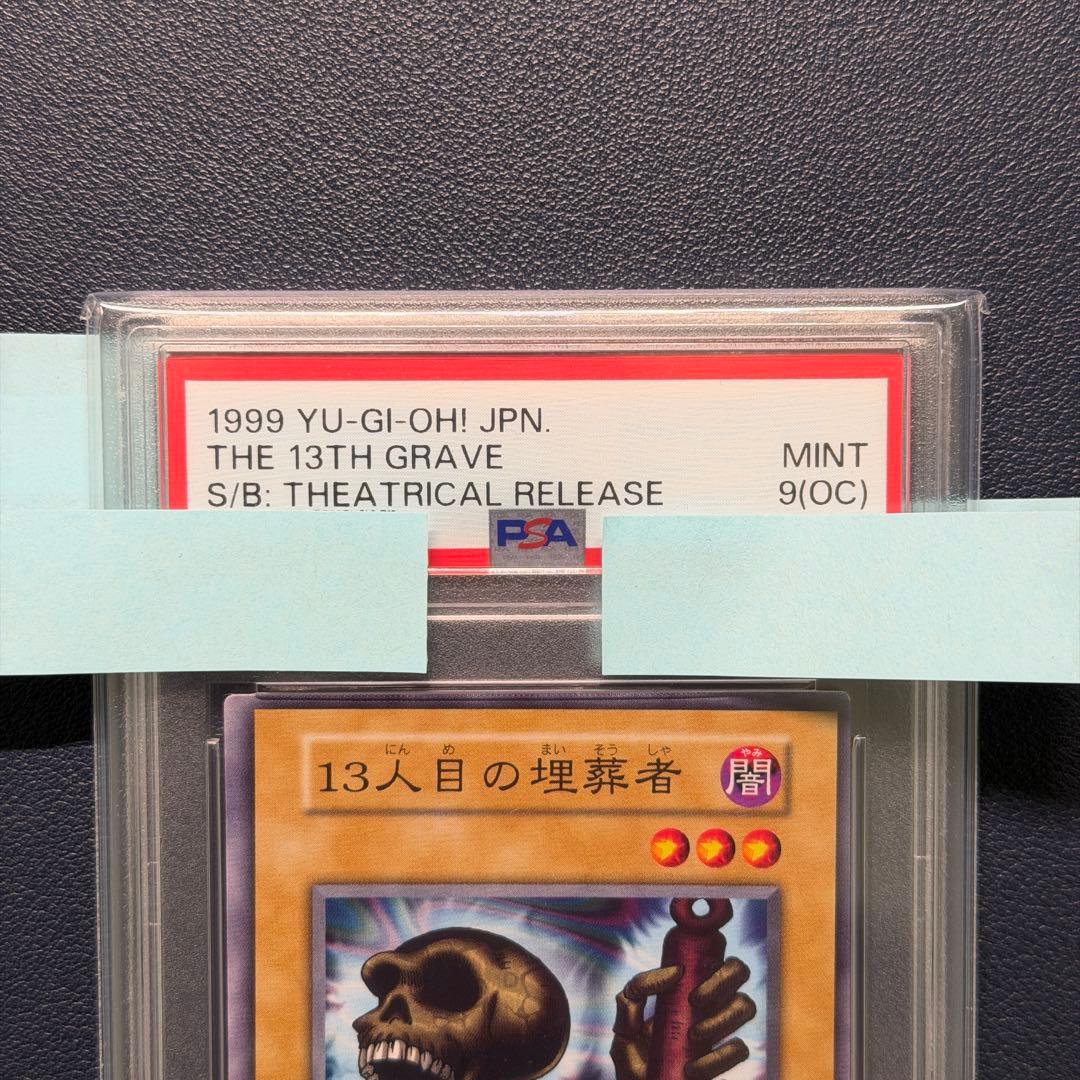 1999 YU-GI-OH! JPN.
THE 13TH GRAVE
MINT
S/B: THEATRICAL RELEASE
9(OC)
PSA
にん め まい そう しゃ
13人目の埋葬者
やみ
闇